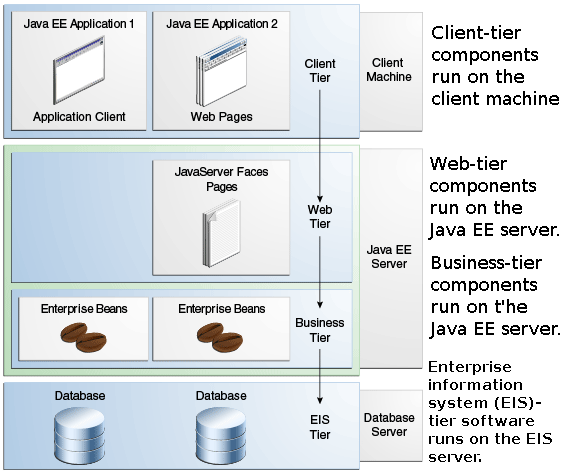 Java EE Application 1
Java EE Application 2
Application Client
Web Pages
Client
Tier
Client
Machine
Client-tier
components
run on the
client machine
JavaServer Faces
Pages
Web
Tier
Java EE
Server
Web-tier
components
run on the
Java EE server.
Enterprise Beans
Enterprise Beans
Business
Tier
Business-tier
components
run on t'he
Java EE server.
Database
Database
EIS
Tier
Database
Server
Enterprise
information
system (EIS)-
tier software
runs on the EIS
server.